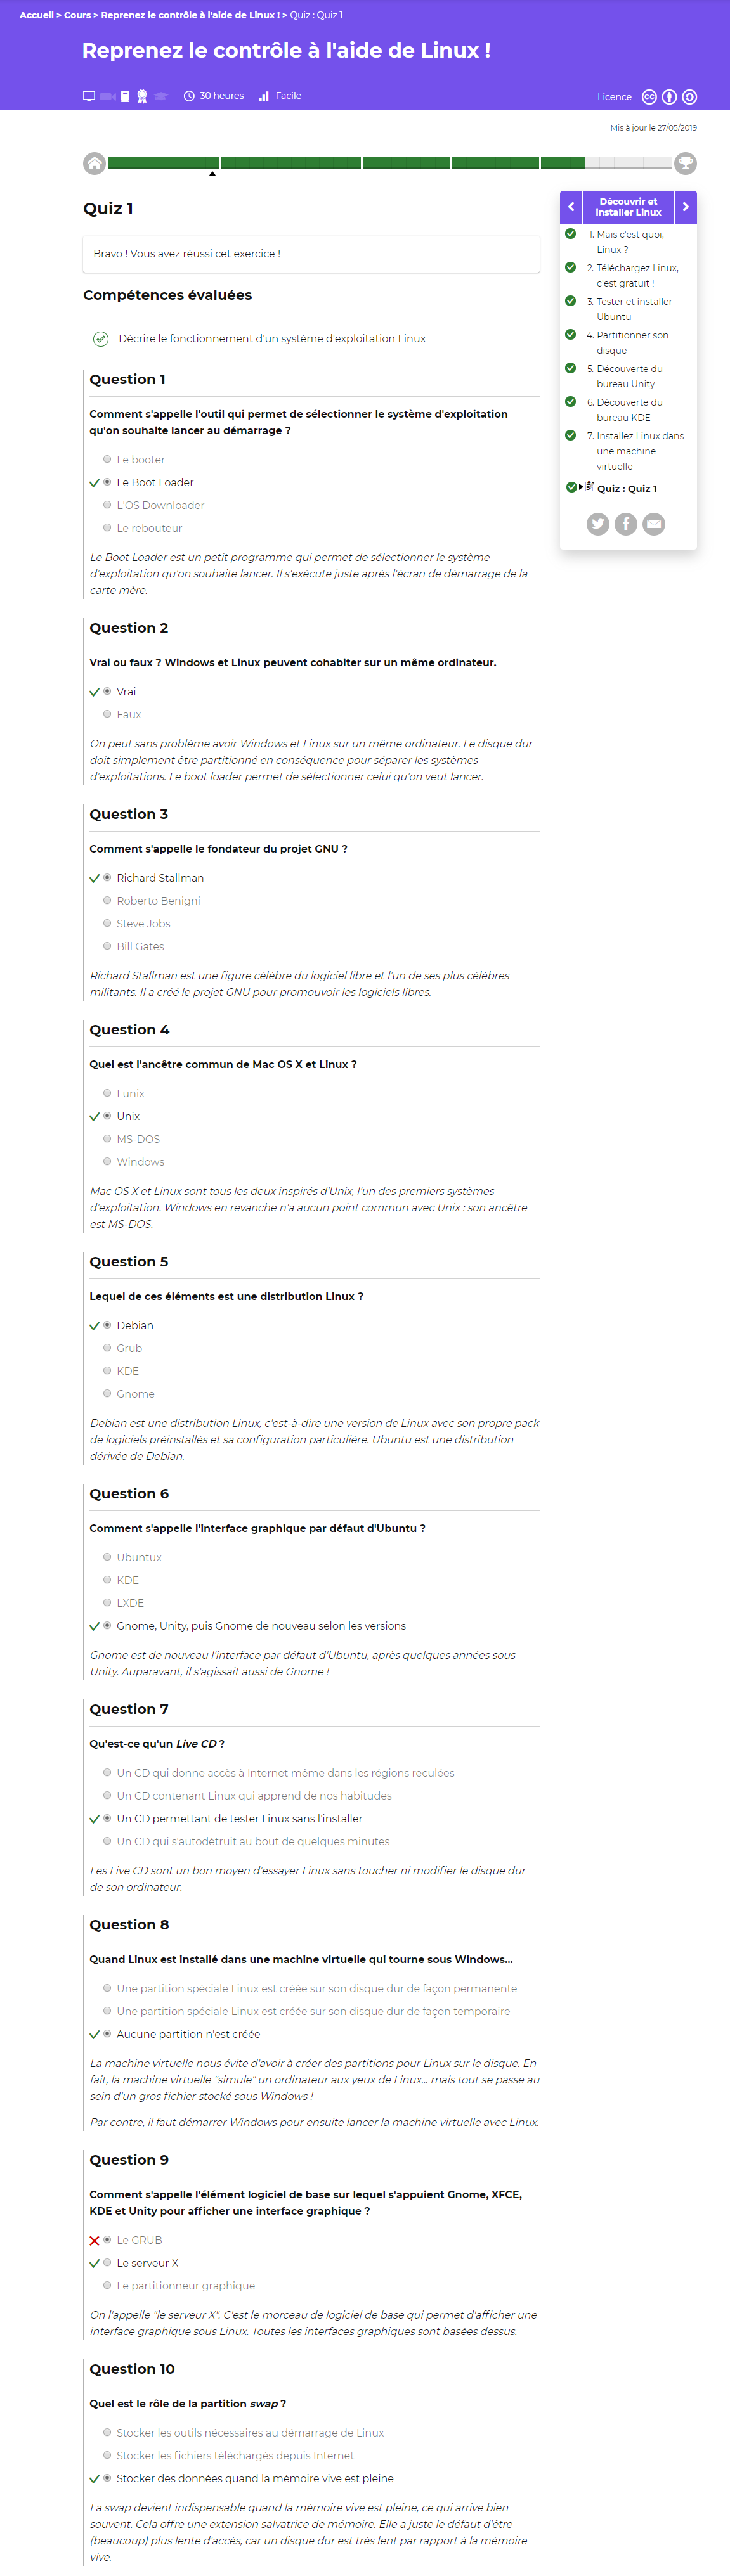 Accueil > Cours > Reprenez le contrôle à l'aide de Linux ! > Quiz : Quiz 1
Reprenez le contrôle à l'aide de Linux !
30 heures
Facile
Licence
Mis à jour le 27/05/2019
Quiz 1
Bravo ! Vous avez réussi cet exercice !
Compétences évaluées
Décrire le fonctionnement d'un système d'exploitation Linux
Découvrir et
installer Linux
1. Mais c'est quoi,
Linux ?
2. Téléchargez Linux,
c'est gratuit !
3. Tester et installer
Ubuntu
4. Partitionner son
disque
5. Découverte du
bureau Unity
6. Découverte du
bureau KDE
7. Installez Linux dans
une machine
virtuelle
Quiz : Quiz 1
Question 1
Comment s'appelle l'outil qui permet de sélectionner le système d'exploitation
qu'on souhaite lancer au démarrage ?
Le booter
Le Boot Loader
L'OS Downloader
Le rebouteur
Le Boot Loader est un petit programme qui permet de sélectionner le système
d'exploitation qu'on souhaite lancer. Il s'exécute juste après l'écran de démarrage de la
carte mère.
Question 2
Vrai ou faux ? Windows et Linux peuvent cohabiter sur un même ordinateur.
Vrai
Faux
On peut sans problème avoir Windows et Linux sur un même ordinateur. Le disque dur
doit simplement être partitionné en conséquence pour séparer les systèmes
d'exploitations. Le boot loader permet de sélectionner celui qu'on veut lancer.
Question 3
Comment s'appelle le fondateur du projet GNU ?
Richard Stallman
Roberto Benigni
Steve Jobs
Bill Gates
Richard Stallman est une figure célèbre du logiciel libre et l'un de ses plus célèbres
militants. Il a créé le projet GNU pour promouvoir les logiciels libres.
Question 4
Quel est l'ancêtre commun de Mac OS X et Linux ?
Lunix
Unix
MS-DOS
Windows
Mac OS X et Linux sont tous les deux inspirés d'Unix, l'un des premiers systèmes
d'exploitation. Windows en revanche n'a aucun point commun avec Unix : son ancêtre
est MS-DOS.
Question 5
Lequel de ces éléments est une distribution Linux ?
Debian
Grub
KDE
Gnome
Debian est une distribution Linux, c'est-à-dire une version de Linux avec son propre pack
de logiciels préinstallés et sa configuration particulière. Ubuntu est une distribution
dérivée de Debian.
Question 6
Comment s'appelle l'interface graphique par défaut d'Ubuntu ?
Ubuntux
KDE
LXDE
Gnome, Unity, puis Gnome de nouveau selon les versions
Gnome est de nouveau l'interface par défaut d'Ubuntu, après quelques années sous
Unity. Auparavant, il s'agissait aussi de Gnome !
Question 7
Qu'est-ce qu'un Live CD ?
Un CD qui donne accès à Internet même dans les régions reculées
Un CD contenant Linux qui apprend de nos habitudes
Un CD permettant de tester Linux sans l'installer
Un CD qui s'autodétruit au bout de quelques minutes
Les Live CD sont un bon moyen d'essayer Linux sans toucher ni modifier le disque dur
de son ordinateur.
Question 8
Quand Linux est installé dans une machine virtuelle qui tourne sous Windows...
Une partition spéciale Linux est créée sur son disque dur de façon permanente
Une partition spéciale Linux est créée sur son disque dur de façon temporaire
Aucune partition n'est créée
La machine virtuelle nous évite d'avoir à créer des partitions pour Linux sur le disque. En
fait, la machine virtuelle "simule" un ordinateur aux yeux de Linux... mais tout se passe au
sein d'un gros fichier stocké sous Windows !
Par contre, il faut démarrer Windows pour ensuite lancer la machine virtuelle avec Linux.
Question 9
Comment s'appelle l'élément logiciel de base sur lequel s'appuient Gnome, XFCE,
KDE et Unity pour afficher une interface graphique ?
Le GRUB
Le serveur X
Le partitionneur graphique
On l'appelle "le serveur X". C'est le morceau de logiciel de base qui permet d'afficher une
interface graphique sous Linux. Toutes les interfaces graphiques sont basées dessus.
Question 10
Quel est le rôle de la partition swap ?
Stocker les outils nécessaires au démarrage de Linux
Stocker les fichiers téléchargés depuis Internet
Stocker des données quand la mémoire vive est pleine
La swap devient indispensable quand la mémoire vive est pleine, ce qui arrive bien
souvent. Cela offre une extension salvatrice de mémoire. Elle a juste le défaut d'être
(beaucoup) plus lente d'accès, car un disque dur est très lent par rapport à la mémoire
vive.